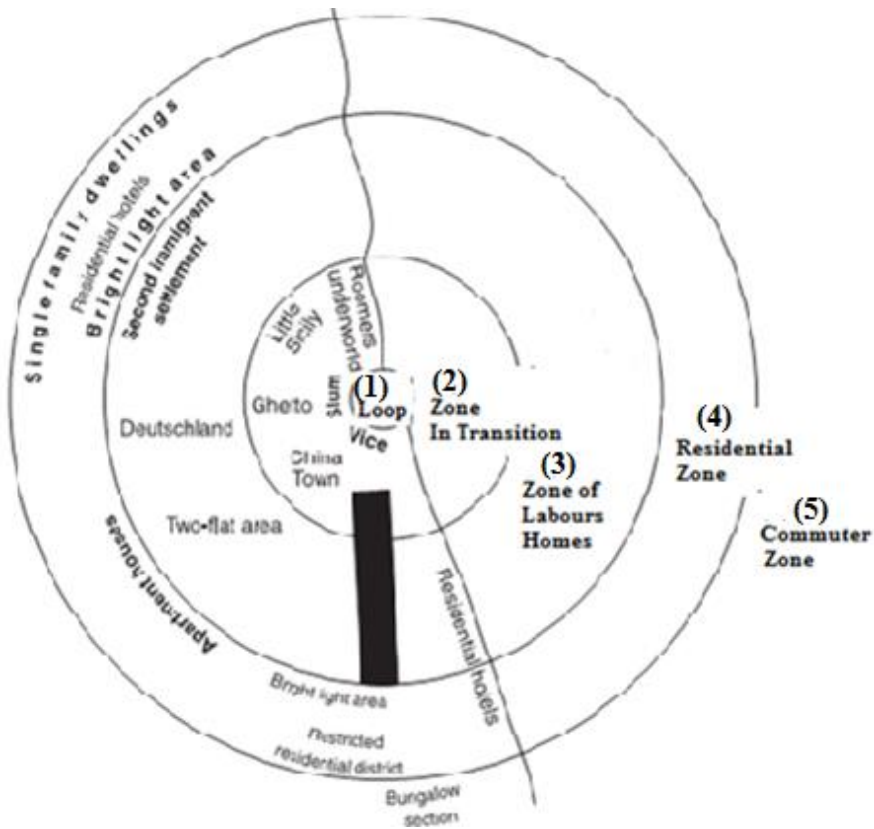 Single family dwellings
Residential hotels
Bright light area
Second immigrant
settlement
Little
Sicily
Roomers
underworld
Slum
(1)
Loop
(2)
Zone
In Transition
Gheto
Vice
Deutschland
China
Town
(3)
Zone of
Labours
Homes
(4)
Residential
Zone
(5)
Commuter
Zone
Two-flat area
Apartment houses
Residential hotels
Bright light area
Restricted
residential district
Bungalow
section